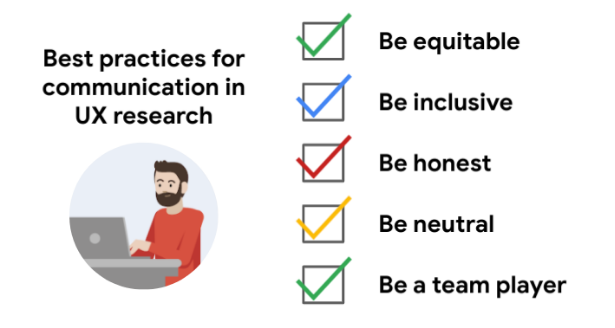 Best practices for
communication in
UX research
Be equitable
Be inclusive
Be honest
Be neutral
Be a team player